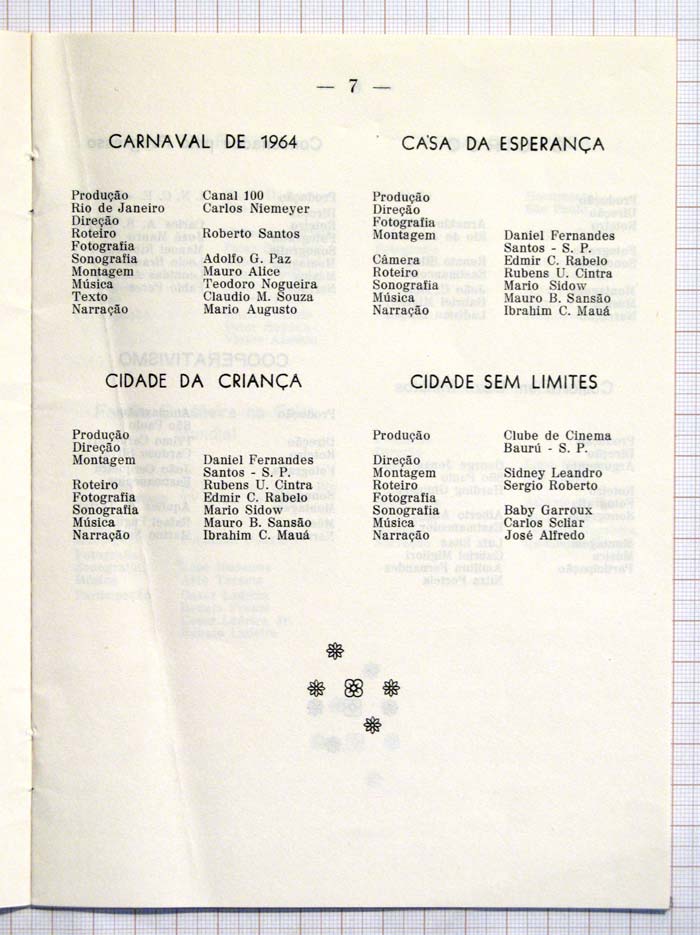 — 7 —
CARNAVAL DE 1964
Produção Canal 100
Rio de Janeiro Carlos Niemeyer
Direção
Roteiro Roberto Santos
Fotografia
Sonografia Adolfo G. Paz
Montagem Mauro Alice
Música Teodoro Nogueira
Texto Claudio M. Souza
Narração Mario Augusto
CASA DA ESPERANÇA
Produção
Direção
Fotografia
Montagem Daniel Fernandes
Santos - S. P.
Câmera Edmir C. Rabelo
Roteiro Rubens U. Cintra
Sonografia Mario Sidow
Música Mauro B. Sansão
Narração Ibrahim C. Mauá
CIDADE DA CRIANÇA
Produção
Direção
Montagem Daniel Fernandes
Santos - S. P.
Roteiro Rubens U. Cintra
Fotografia Edmir C. Rabelo
Sonografia Mario Sidow
Música Mauro B. Sansão
Narração Ibrahim C. Mauá
CIDADE SEM LIMITES
Produção Clube de Cinema
Baurú - S. P.
Direção
Montagem Sidney Leandro
Roteiro Sergio Roberto
Fotografia
Sonografia Baby Garroux
Música Carlos Scliar
Narração José Alfredo